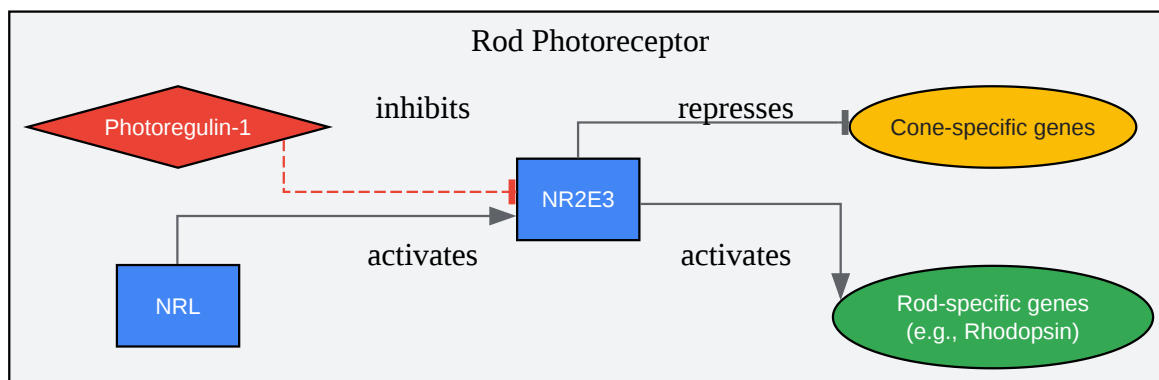 Rod Photoreceptor
inhibits
represses
Photoregulin-1
Cone-specific genes
NR2E3
activates
activates
NRL
Rod-specific genes
(e.g., Rhodopsin)